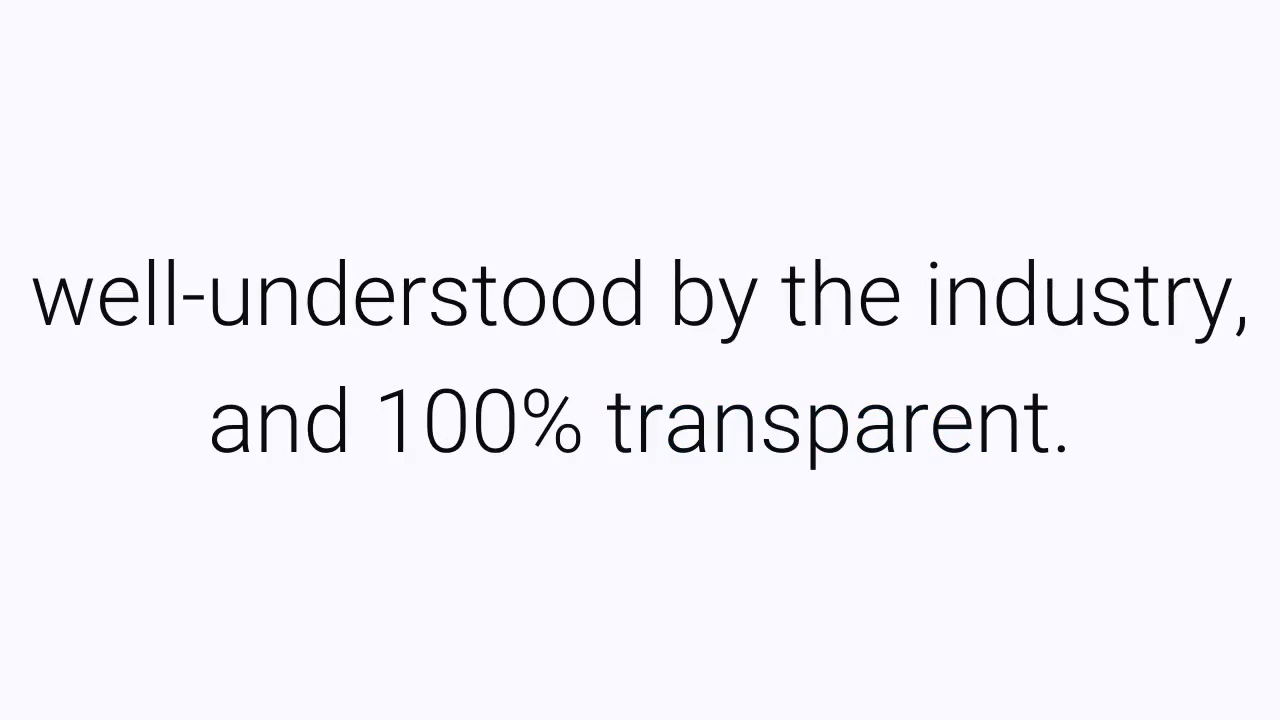 well-understood by the industry,
and 100% transparent.